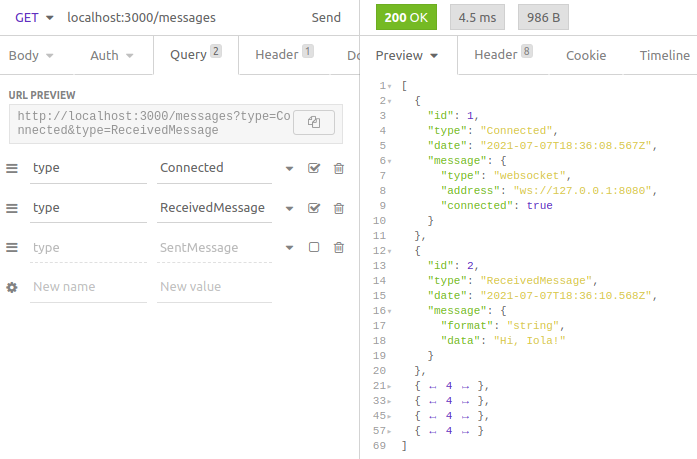 GET localhost:3000/messages Send
Body Auth Query 2 Header 1 Do
URL PREVIEW
http://localhost:3000/messages?type=Co
nnected&type=ReceivedMessage
type Connected
type ReceivedMessage
type SentMessage
New name New value
200 OK 4.5 ms 986 B
Preview Header 8 Cookie Timeline
1 [
2 {
3 "id": 1,
4 "type": "Connected",
5 "date": "2021-07-07T18:36:08.567Z",
6 "message": {
7 "type": "websocket",
8 "address": "ws://127.0.0.1:8080",
9 "connected": true
10 }
11 },
12 {
13 "id": 2,
14 "type": "ReceivedMessage",
15 "date": "2021-07-07T18:36:10.568Z",
16 "message": {
17 "format": "string",
18 "data": "Hi, Iola!"
19 }
20 },
21 { ↔ 4 ↔ },
33 { ↔ 4 ↔ },
45 { ↔ 4 ↔ },
57 { ↔ 4 ↔ }
69 ]